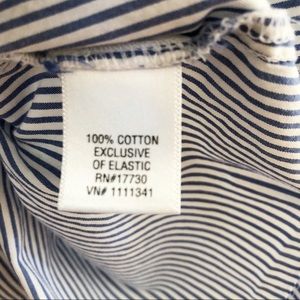 100% COTTON
EXCLUSIVE
OF ELASTIC
RN#17730
VN# 1111341